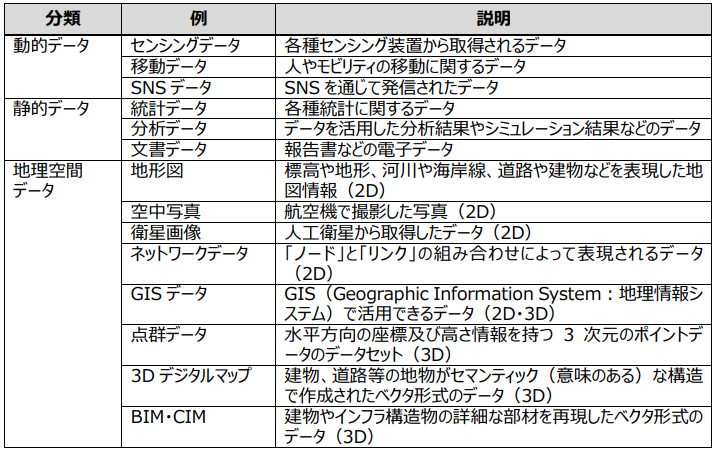 分類 例 説明
動的データ センシングデータ 各種センシング装置から取得されるデータ
移動データ 人やモビリティの移動に関するデータ
SNSデータ SNSを通じて発信されたデータ
静的データ 統計データ 各種統計に関するデータ
分析データ データを活用した分析結果やシミュレーション結果などのデータ
文書データ 報告書などの電子データ
地理空間 地形図 標高や地形、河川や海岸線、道路や建物などを表現した地
データ 図情報（2D）
空中写真 航空機で撮影した写真（2D）
衛星画像 人工衛星から取得したデータ（2D）
ネットワークデータ 「ノード」と「リンク」の組み合わせによって表現されるデータ
（2D）
GISデータ GIS（Geographic Information System：地理情報シ
ステム）で活用できるデータ（2D・3D）
点群データ 水平方向の座標及び高さ情報を持つ 3 次元のポイントデ
ータのデータセット（3D）
3Dデジタルマップ 建物、道路等の地物がセマンティック（意味のある）な構造
で作成されたベクタ形式のデータ（3D）
BIM・CIM 建物やインフラ構造物の詳細な部材を再現したベクタ形式の
データ（3D）